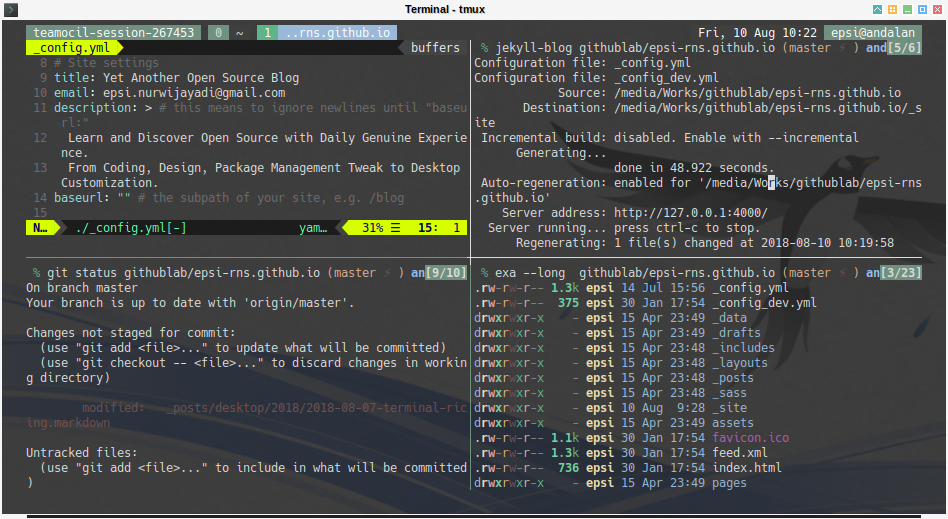 Terminal - tmux
teamocil-session-267453 0 ~ 1 ..rns.github.io Fri, 10 Aug 10:22 epsi@andalan
_config.yml buffers
8 # Site settings
9 title: Yet Another Open Source Blog
10 email: epsi.nurwijayadi@gmail.com
11 description: > # this means to ignore newlines until "baseu
rl:"
12 Learn and Discover Open Source with Daily Genuine Experie
nce.
13 From Coding, Design, Package Management Tweak to Desktop
Customization.
14 baseurl: "" # the subpath of your site, e.g. /blog
15
N… ./_config.yml[-] yam… 31% ☰ 15: 1
% jekyll-blog githublab/epsi-rns.github.io (master ⚡ ) and[5/6]
Configuration file: _config.yml
Configuration file: _config_dev.yml
Source: /media/Works/githublab/epsi-rns.github.io
Destination: /media/Works/githublab/epsi-rns.github.io/_s
ite
Incremental build: disabled. Enable with --incremental
Generating...
done in 48.922 seconds.
Auto-regeneration: enabled for '/media/Works/githublab/epsi-rns
.github.io'
Server address: http://127.0.0.1:4000/
Server running... press ctrl-c to stop.
Regenerating: 1 file(s) changed at 2018-08-10 10:19:58
% git status githublab/epsi-rns.github.io (master ⚡ ) an[9/10]
On branch master
Your branch is up to date with 'origin/master'.
Changes not staged for commit:
(use "git add <file>..." to update what will be committed)
(use "git checkout -- <file>..." to discard changes in workin
g directory)
modified: _posts/desktop/2018/2018-08-07-terminal-ric
ing.markdown
Untracked files:
(use "git add <file>..." to include in what will be committed
)
% exa --long githublab/epsi-rns.github.io (master ⚡ ) an[3/23]
.rw-rw-r-- 1.3k epsi 14 Jul 15:56 _config.yml
.rw-rw-r-- 375 epsi 30 Jan 17:54 _config_dev.yml
drwxrwxr-x - epsi 15 Apr 23:49 _data
drwxrwxr-x - epsi 15 Apr 23:49 _drafts
drwxrwxr-x - epsi 15 Apr 23:48 _includes
drwxrwxr-x - epsi 15 Apr 23:48 _layouts
drwxrwxr-x - epsi 15 Apr 23:48 _posts
drwxrwxr-x - epsi 15 Apr 23:48 _sass
drwxrwxr-x - epsi 10 Aug 9:28 _site
drwxrwxr-x - epsi 15 Apr 23:49 assets
.rw-rw-r-- 1.1k epsi 30 Jan 17:54 favicon.ico
.rw-rw-r-- 1.3k epsi 30 Jan 17:54 feed.xml
.rw-rw-r-- 736 epsi 30 Jan 17:54 index.html
drwxrwxr-x - epsi 15 Apr 23:49 pages